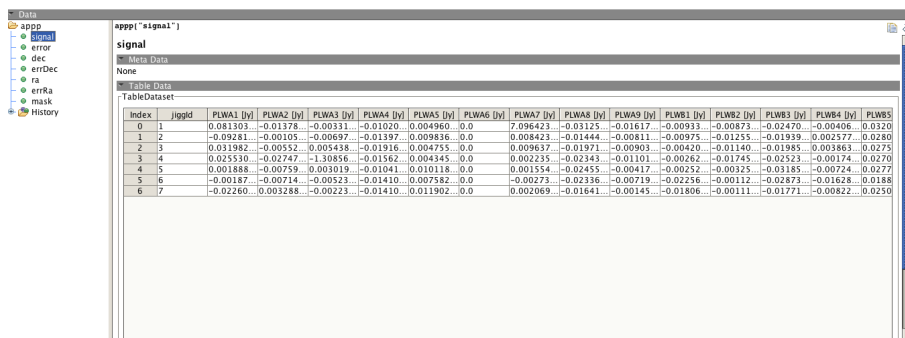 Data
appp
signal
error
dec
errDec
ra
errRa
mask
History
appp["signal"]
signal
Meta Data
None
Table Data
TableDataset
Index jiggId PLWA1 [Jy] PLWA2 [Jy] PLWA3 [Jy] PLWA4 [Jy] PLWA5 [Jy] PLWA6 [Jy] PLWA7 [Jy] PLWA8 [Jy] PLWA9 [Jy] PLWB1 [Jy] PLWB2 [Jy] PLWB3 [Jy] PLWB4 [Jy] PLWB5
0 1 0.081303... -0.01378... -0.00331... -0.01020... 0.004960... 0.0 7.096423... -0.03125... -0.01617... -0.00933... -0.00873... -0.02470... -0.00406... 0.0320
1 2 -0.09281... -0.00105... -0.00697... -0.01397... 0.009836... 0.0 0.008423... -0.01444... -0.00811... -0.00975... -0.01255... -0.01939... 0.002577... 0.0280
2 3 0.031982... -0.00552... 0.005438... -0.01916... 0.004755... 0.0 0.009637... -0.01971... -0.00903... -0.00420... -0.01140... -0.01985... 0.003863... 0.0275
3 4 0.025530... -0.02747... -1.30856... -0.01562... 0.004345... 0.0 0.002235... -0.02343... -0.01101... -0.00262... -0.01745... -0.02523... -0.00174... 0.0270
4 5 0.001888... -0.00759... 0.003019... -0.01041... 0.010118... 0.0 0.001554... -0.02455... -0.00417... -0.00252... -0.00325... -0.03185... -0.00724... 0.0277
5 6 -0.00187... -0.00714... -0.00523... -0.01410... 0.007582... 0.0 -0.00273... -0.02336... -0.00719... -0.02256... -0.00112... -0.02873... -0.01628... 0.0188
6 7 -0.02260... 0.003288... -0.00223... -0.01410... 0.011902... 0.0 0.002069... -0.01641... -0.00145... -0.01806... -0.00111... -0.01771... -0.00822... 0.0250